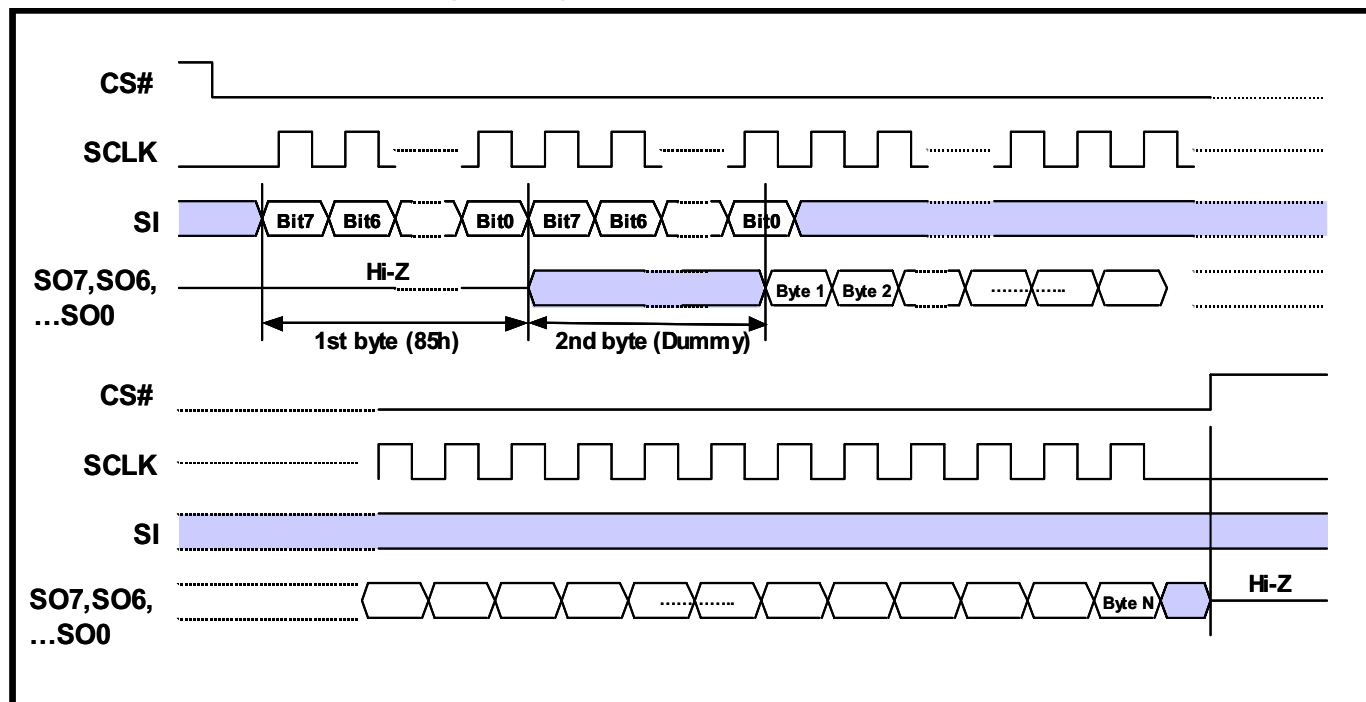 CS#
SCLK
SI Bit7 Bit6 Bit0 Bit7 Bit6 Bit0
SO7,SO6,
...SO0
Hi-Z
Byte 1 Byte 2
1st byte (85h) 2nd byte (Dummy)
CS#
SCLK
SI
SO7,SO6,
...SO0
Byte N
Hi-Z